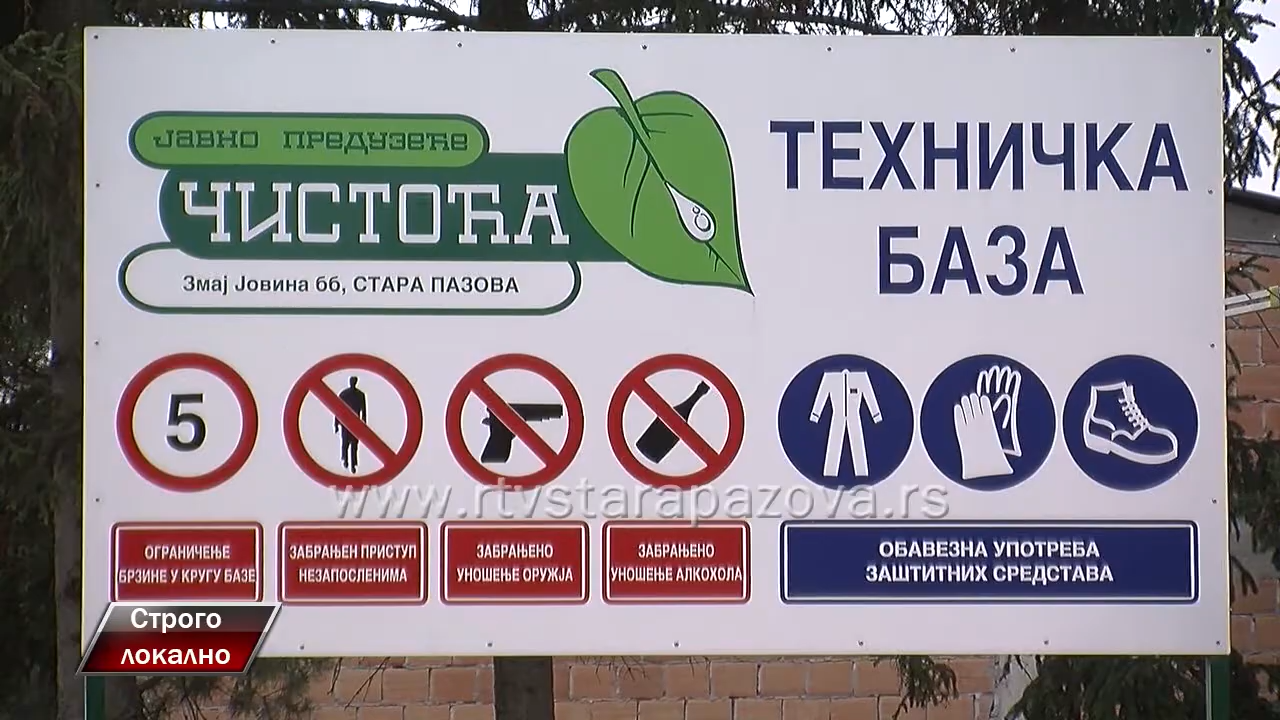 ЈАВНО ПРЕДУЗЕЋЕ
ЧИСТОЋА
Змај Јовина бб, СТАРА ПАЗОВА
ТЕХНИЧКА
БАЗА
5
www.rtvstarapazova.rs
ОГРАНИЧЕЊЕ
БРЗИНЕ У КРУГУ БАЗЕ
ЗАБРАЊЕН ПРИСТУП
НЕЗАПОСЛЕНИМА
ЗАБРАЊЕНО
УНОШЕЊЕ ОРУЖЈА
ЗАБРАЊЕНО
УНОШЕЊЕ АЛКОХОЛА
ОБАВЕЗНА УПОТРЕБА
ЗАШТИТНИХ СРЕДСТАВА
Строго
локално